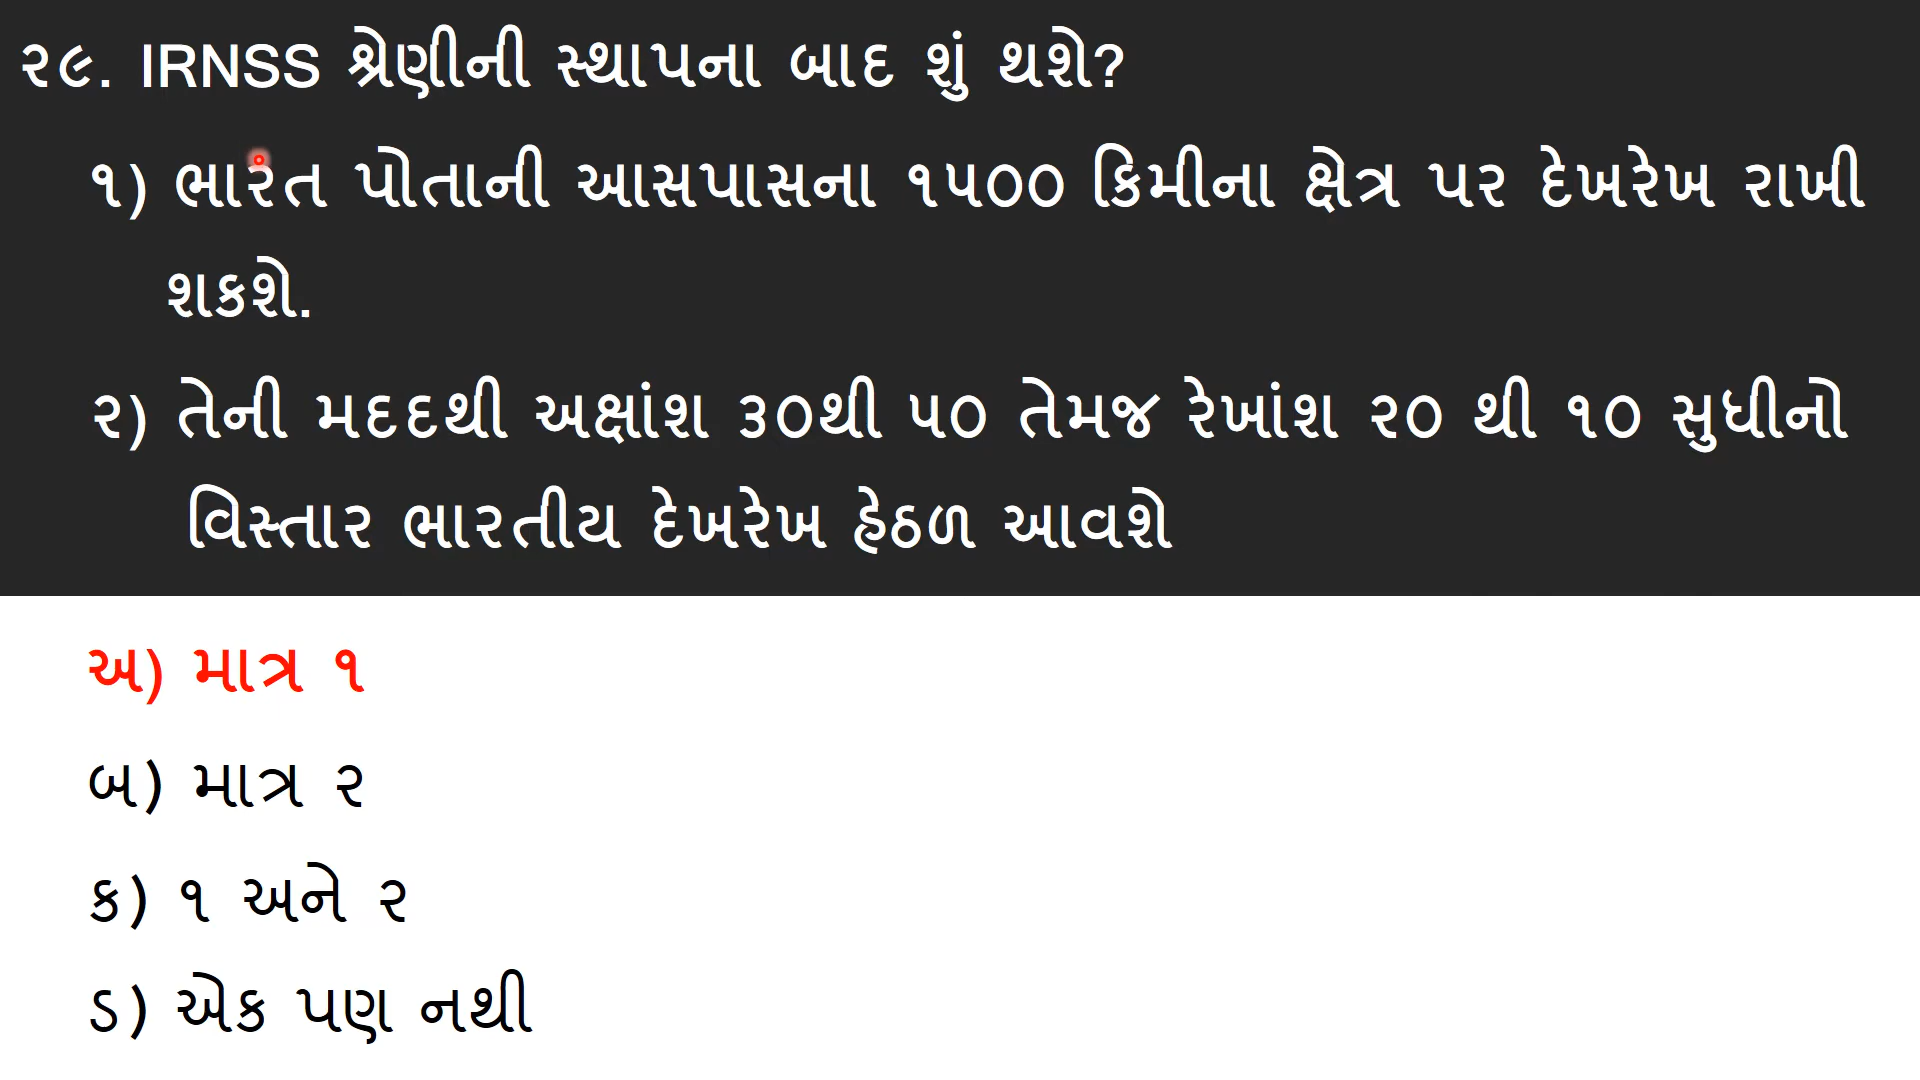 ૨૯. IRNSS શ્રેણીની સ્થાપના બાદ શું થશે?
૧) ભારત પોતાની આસપાસના ૧૫૦૦ કિમીના ક્ષેત્ર પર દેખરેખ રાખી
શકશે.
૨) તેની મદદથી અક્ષાંશ ૩૦થી ૫૦ તેમજ રેખાંશ ૨૦ થી ૧૦ સુધીનો
વિસ્તાર ભારતીય દેખરેખ હેઠળ આવશે
અ) માત્ર ૧
બ) માત્ર ૨
ક) ૧ અને ૨
ડ) એક પણ નથી